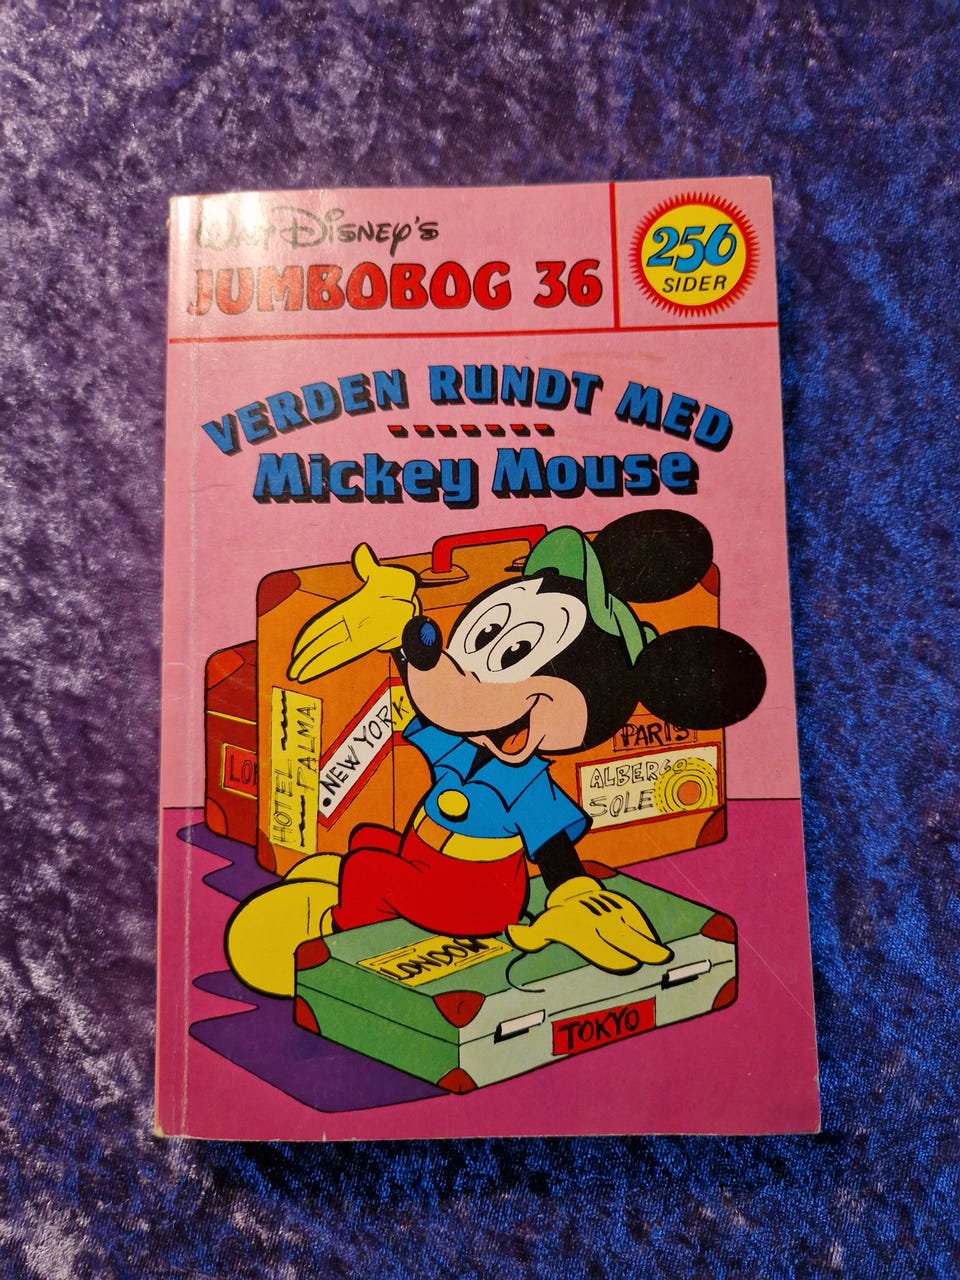 Walt Disney's
JUMBOBOG 36
256
SIDER
VERDEN RUNDT MED
Mickey Mouse
HOTEL
PALMA
NEW YORK
LO
PARIS
ALBERGO
SOLE
LONDON
TOKYO